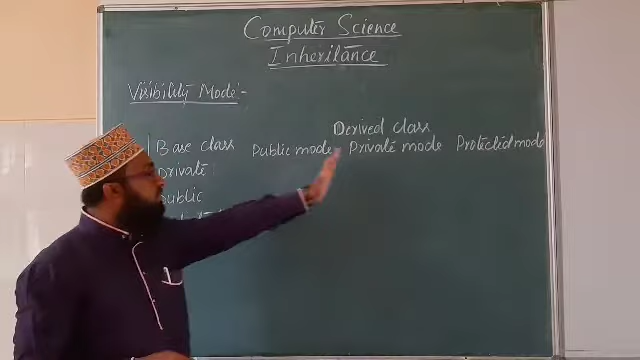 Computer Science
Inheritance
Visibility Mode:-
Derived class
Base class Public mode Private mode Protected mode
private
public